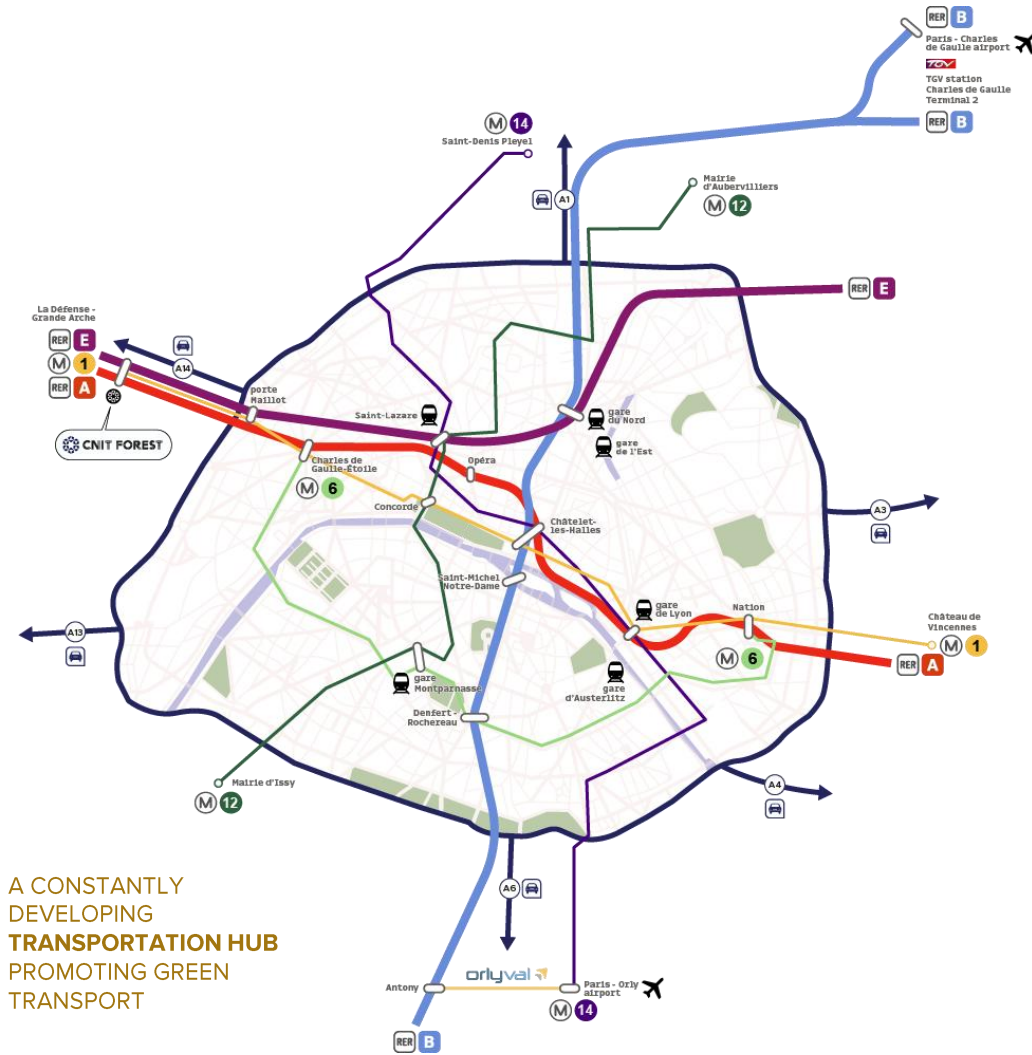 RER B
Paris - Charles
de Gaulle airport
TGV
TGV station
Charles de Gaulle
Terminal 2
RER B
M 14
Saint-Denis Pleyel
Mairie
d'Aubervilliers
M 12
A1
RER E
La Défense -
Grande Arche
RER E
M 1
RER A
A14
porte
Maillot
CNIT FOREST
Saint-Lazare
gare
du Nord
gare
de l'Est
Opéra
Charles de
Gaulle-Étoile
M 6
Concorde
Châtelet-
les-Halles
A3
Saint-Michel
Notre-Dame
gare
de Lyon
Nation
M 6
Château de
Vincennes
M 1
RER A
A13
gare
Montparnasse
gare
d'Austerlitz
Denfert-
Rochereau
Mairie d'Issy
M 12
A4
A6
A CONSTANTLY
DEVELOPING
TRANSPORTATION HUB
PROMOTING GREEN
TRANSPORT
orlyval
Antony
Paris - Orly
airport
M 14
RER B